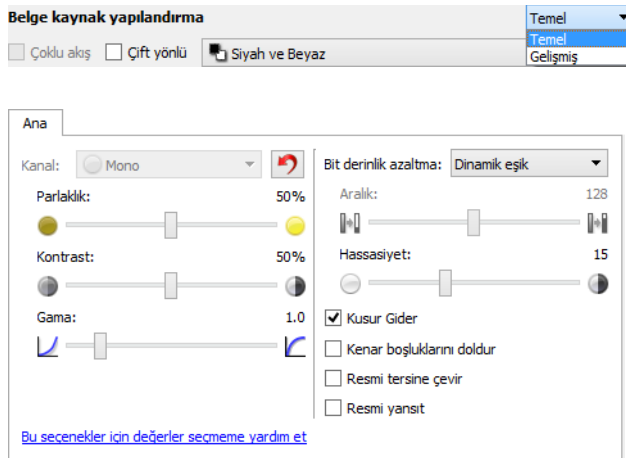 Belge kaynak yapılandırma
Temel
Temel
Gelişmiş
Çoklu akış
Çift yönlü
Siyah ve Beyaz
Ana
Kanal:
Mono
Bit derinlik azaltma:
Dinamik eşik
Parlaklık:
50%
Aralık:
128
Kontrast:
50%
Hassasiyet:
15
Gama:
1.0
Kusur Gider
Kenar boşluklarını doldur
Resmi tersine çevir
Resmi yansıt
Bu seçenekler için değerler seçmeme yardım et